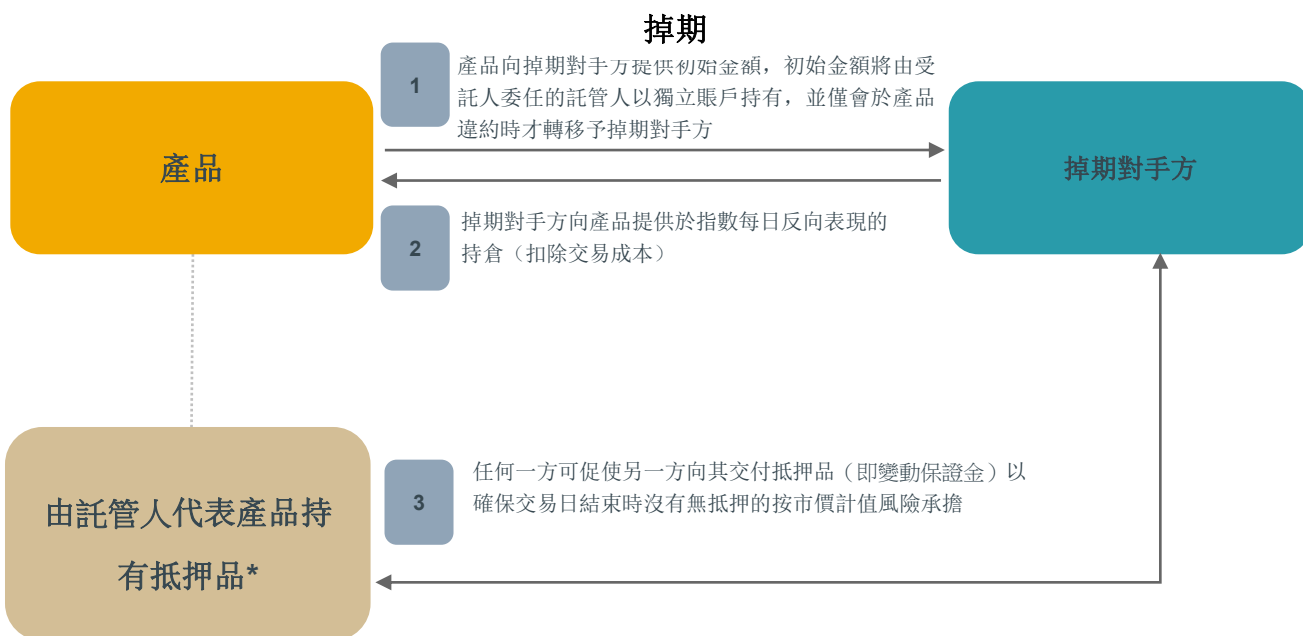 掉期
1
產品向掉期對手方提供初始金額，初始金額將由受
託人委任的託管人以獨立賬戶持有，並僅會於產品
違約時才轉移予掉期對手方
產品
掉期對手方
2
掉期對手方向產品提供於指數每日反向表現的
持倉（扣除交易成本）
3
任何一方可促使另一方向其交付抵押品（即變動保證金）以
確保交易日結束時沒有無抵押的按市價計值風險承擔
由託管人代表產品持
有抵押品*